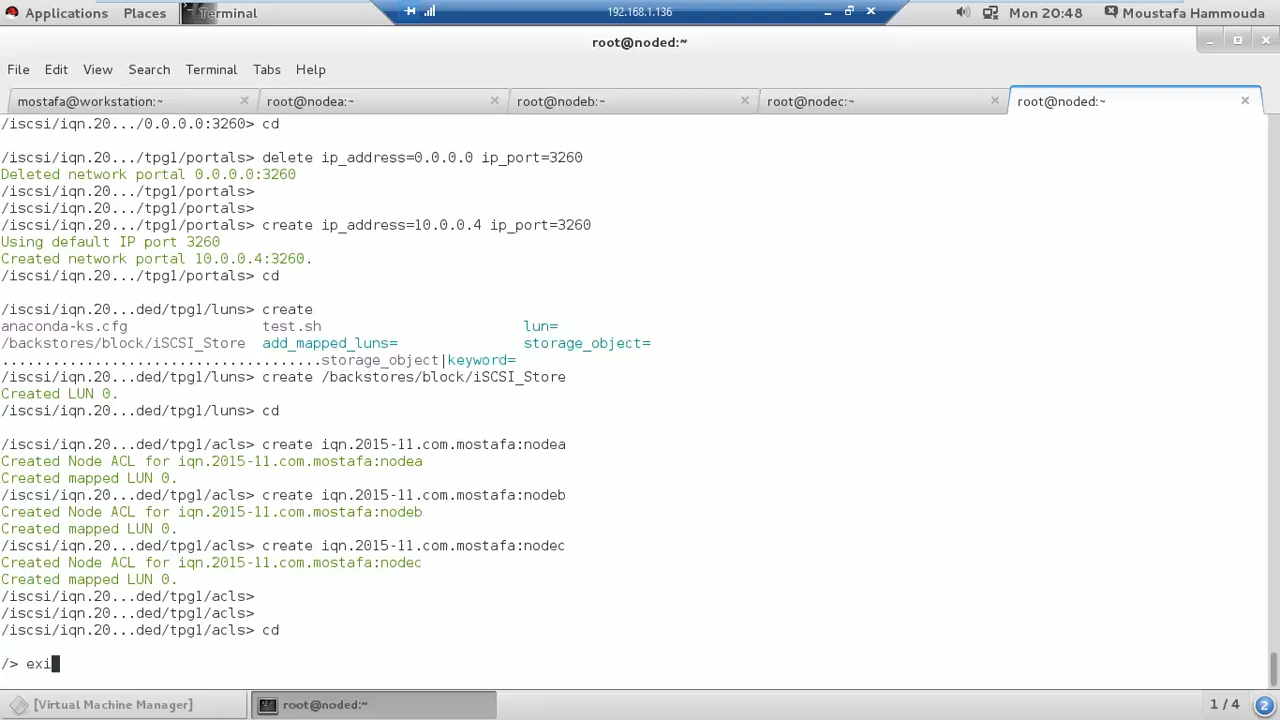 Applications Places Terminal 192.168.1.136 Mon 20:48 Moustafa Hammouda
root@noded:~
File Edit View Search Terminal Tabs Help
mostafa@workstation:~ root@nodea:~ root@nodeb:~ root@nodec:~ root@noded:~
/iscsi/iqn.20.../0.0.0.0:3260> cd
/iscsi/iqn.20.../tpg1/portals> delete ip_address=0.0.0.0 ip_port=3260
Deleted network portal 0.0.0.0:3260
/iscsi/iqn.20.../tpg1/portals>
/iscsi/iqn.20.../tpg1/portals>
/iscsi/iqn.20.../tpg1/portals> create ip_address=10.0.0.4 ip_port=3260
Using default IP port 3260
Created network portal 10.0.0.4:3260.
/iscsi/iqn.20.../tpg1/portals> cd
/iscsi/iqn.20...ded/tpg1/luns> create
anaconda-ks.cfg test.sh lun=
/backstores/block/iSCSI_Store add_mapped_luns= storage_object=
......................................storage_object|keyword=
/iscsi/iqn.20...ded/tpg1/luns> create /backstores/block/iSCSI_Store
Created LUN 0.
/iscsi/iqn.20...ded/tpg1/luns> cd
/iscsi/iqn.20...ded/tpg1/acls> create iqn.2015-11.com.mostafa:nodea
Created Node ACL for iqn.2015-11.com.mostafa:nodea
Created mapped LUN 0.
/iscsi/iqn.20...ded/tpg1/acls> create iqn.2015-11.com.mostafa:nodeb
Created Node ACL for iqn.2015-11.com.mostafa:nodeb
Created mapped LUN 0.
/iscsi/iqn.20...ded/tpg1/acls> create iqn.2015-11.com.mostafa:nodec
Created Node ACL for iqn.2015-11.com.mostafa:nodec
Created mapped LUN 0.
/iscsi/iqn.20...ded/tpg1/acls>
/iscsi/iqn.20...ded/tpg1/acls>
/iscsi/iqn.20...ded/tpg1/acls> cd
/> exi
[Virtual Machine Manager] root@noded:~ 1 / 4 2